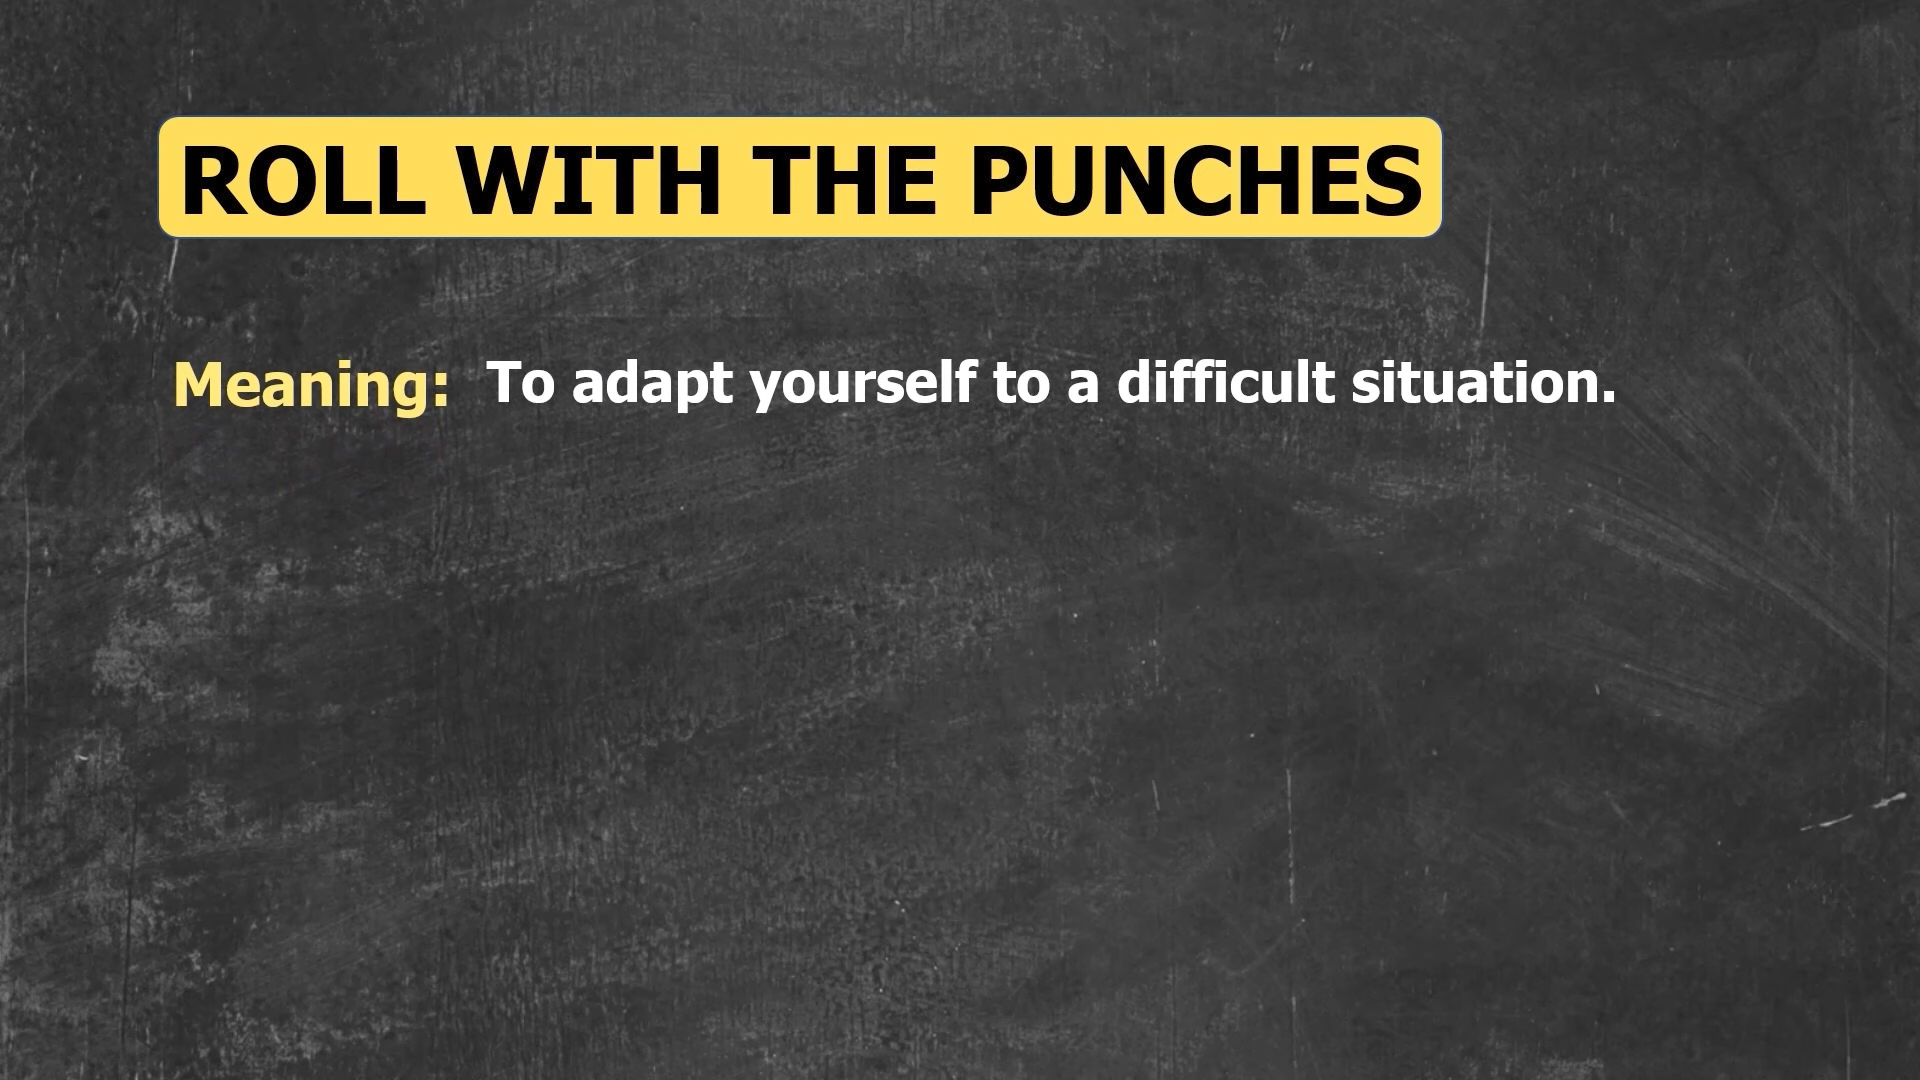 ROLL WITH THE PUNCHES
Meaning: To adapt yourself to a difficult situation.